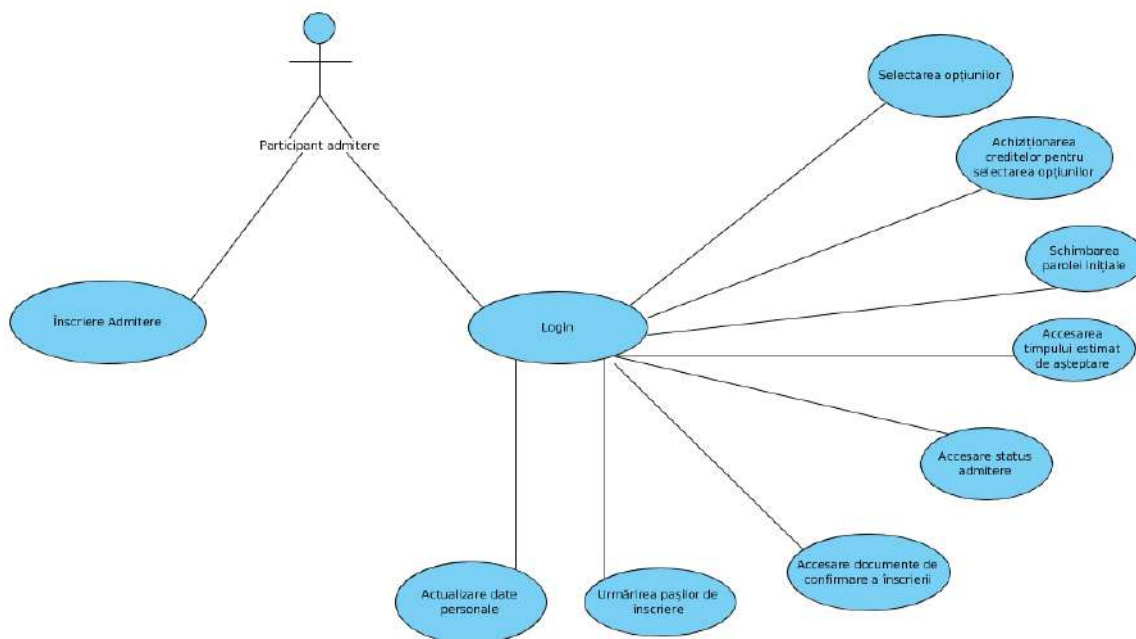 Selectarea opțiunilor
Participant admitere
Achiziționarea
creditelor pentru
selectarea opțiunilor
Schimbarea
parolei inițiale
Înscriere Admitere
Login
Accesarea
timpului estimat
de așteptare
Accesare status
admitere
Accesare documente de
confirmare a înscrierii
Actualizare date
personale
Urmărirea pașilor de
inscriere